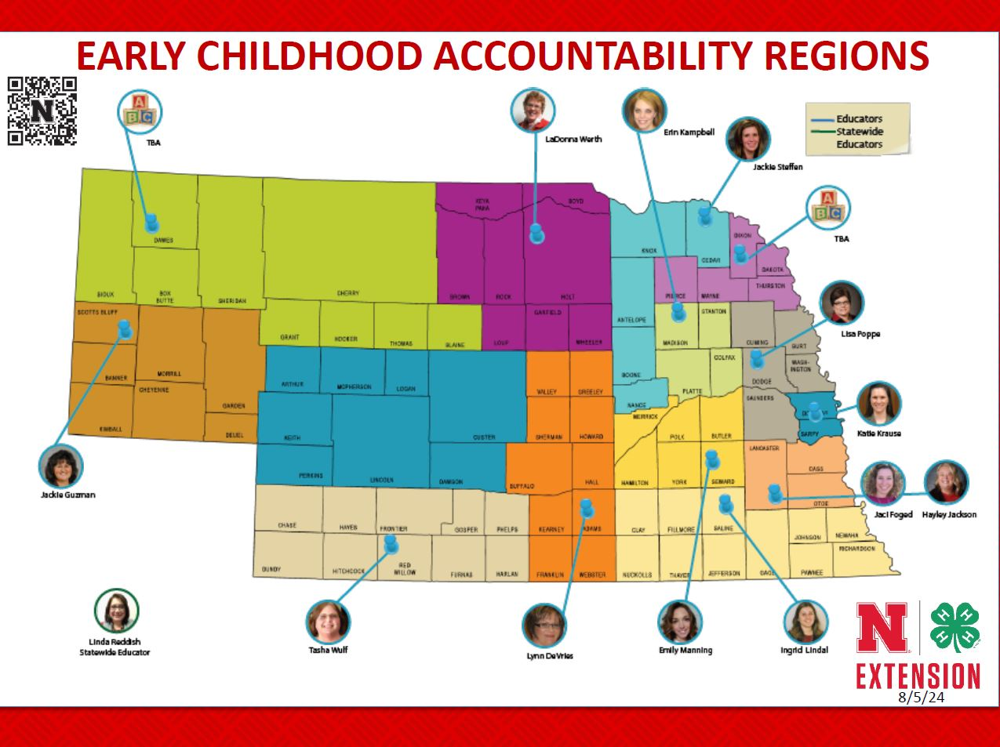 EARLY CHILDHOOD ACCOUNTABILITY REGIONS
N
A
B C
TBA
LaDonna Werth
Erin Kampbell
Jackie Steffen
Educators
Statewide
Educators
A
B C
TBA
KEYA
PAHA
BOYD
DAWES
KNOX
CEDAR
DIXON
DAKOTA
SIOUX
BOX
BUTTE
SHERIDAN
CHERRY
BROWN
ROCK
HOLT
PIERCE
WAYNE
THURSTON
SCOTTS BLUFF
GRANT
HOOKER
THOMAS
BLAINE
LOUP
GARFIELD
WHEELER
ANTELOPE
MADISON
STANTON
CUMING
BURT
Lisa Poppe
BANNER
MORRILL
CHEYENNE
GARDEN
ARTHUR
MCPHERSON
LOGAN
VALLEY
GREELEY
BOONE
NANCE
PLATTE
COLFAX
DODGE
WASH-
INGTON
SAUNDERS
KIMBALL
DEUEL
KEITH
CUSTER
SHERMAN
HOWARD
MERRICK
POLK
BUTLER
SARPY
Katie Krause
PERKINS
LINCOLN
DAWSON
BUFFALO
HALL
HAMILTON
YORK
SEWARD
LANCASTER
CASS
OTOE
Jackie Guzman
Jaci Foged
Hayley Jackson
CHASE
HAYES
FRONTIER
GOSPER
PHELPS
KEARNEY
ADAMS
CLAY
FILLMORE
SALINE
JOHNSON
NEMAHA
RICHARDSON
DUNDY
HITCHCOCK
RED
WILLOW
FURNAS
HARLAN
FRANKLIN
WEBSTER
NUCKOLLS
THAYER
JEFFERSON
GAGE
PAWNEE
Linda Reddish
Statewide Educator
Tasha Wulf
Lynn DeVries
Emily Manning
Ingrid Lindal
N
H H H H
EXTENSION
8/5/24